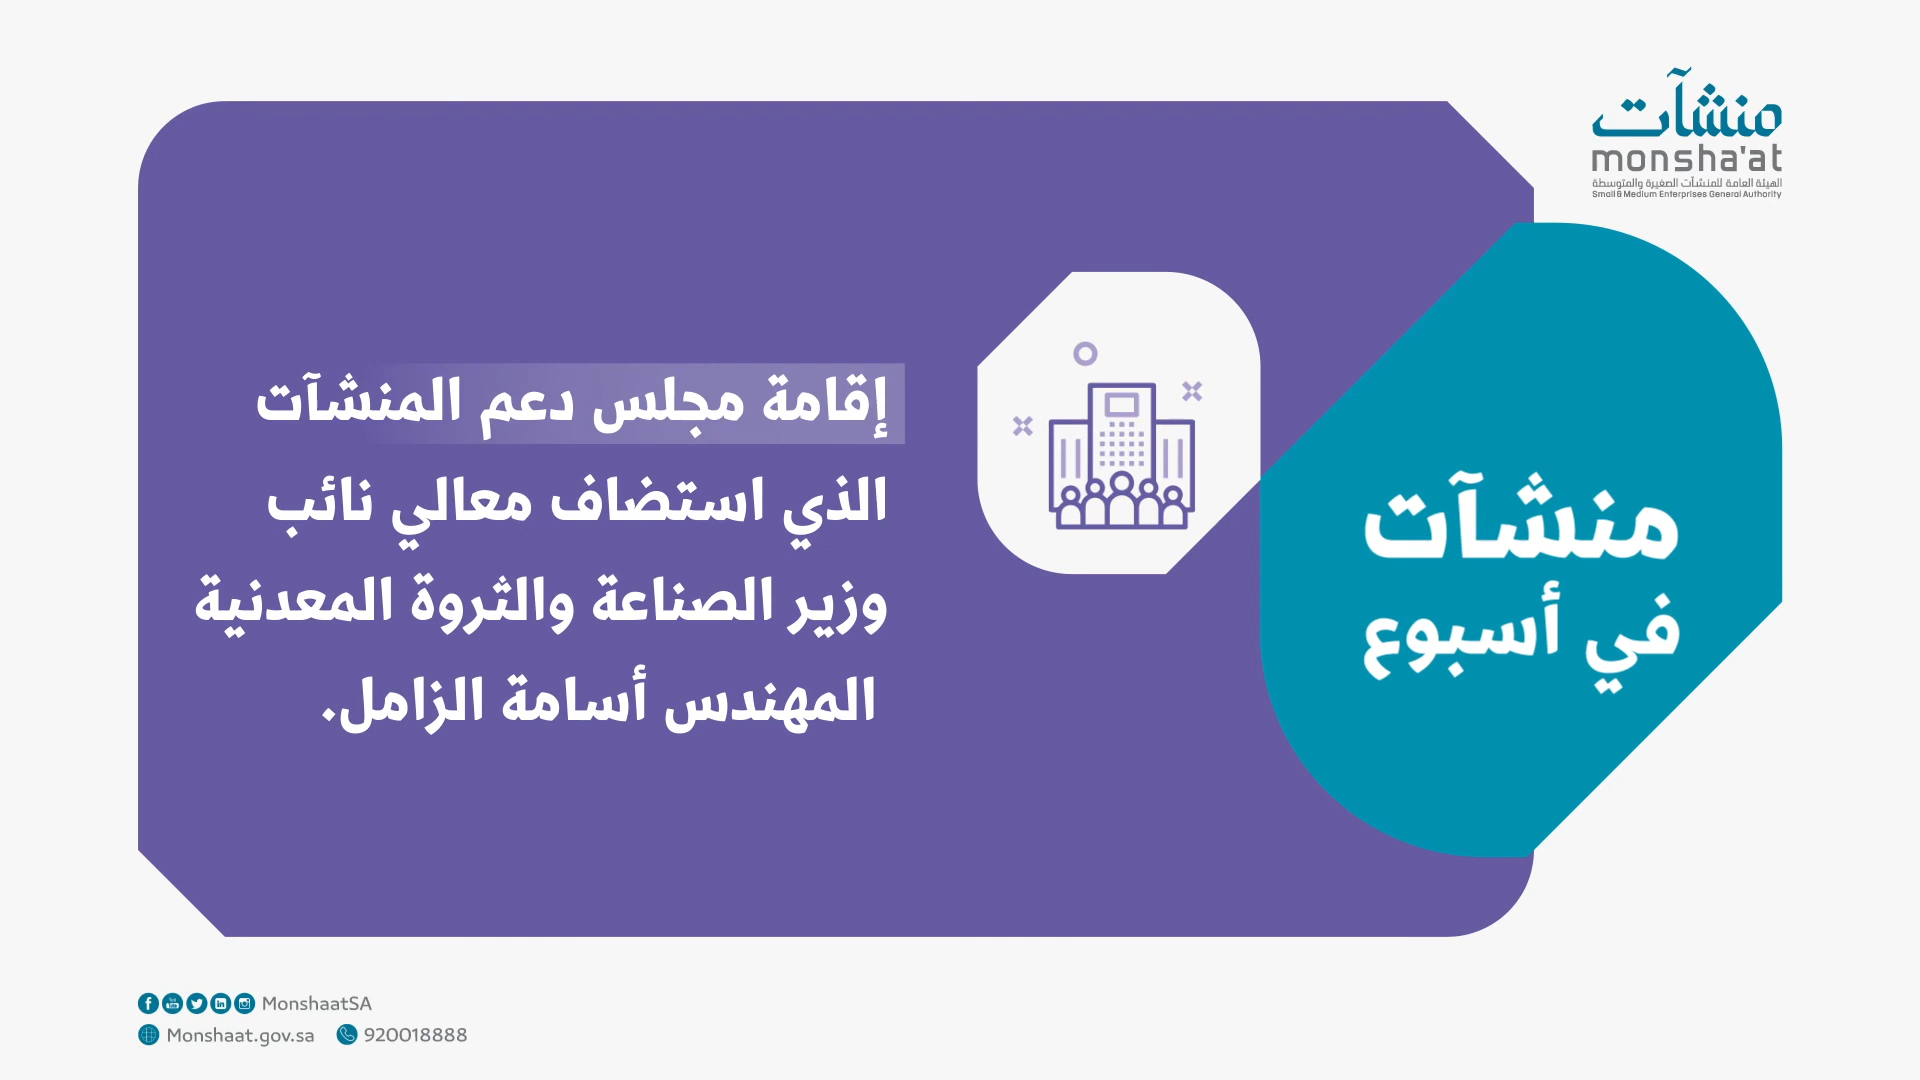 منشآت
monsha'at
الهيئة العامة للمنشآت الصغيرة والمتوسطة
Small & Medium Enterprises General Authority
منشآت
في أسبوع
إقامة مجلس دعم المنشآت
الذي استضاف معالي نائب
وزير الصناعة والثروة المعدنية
المهندس أسامة الزامل.
MonshaatSA
Monshaat.gov.sa 920018888